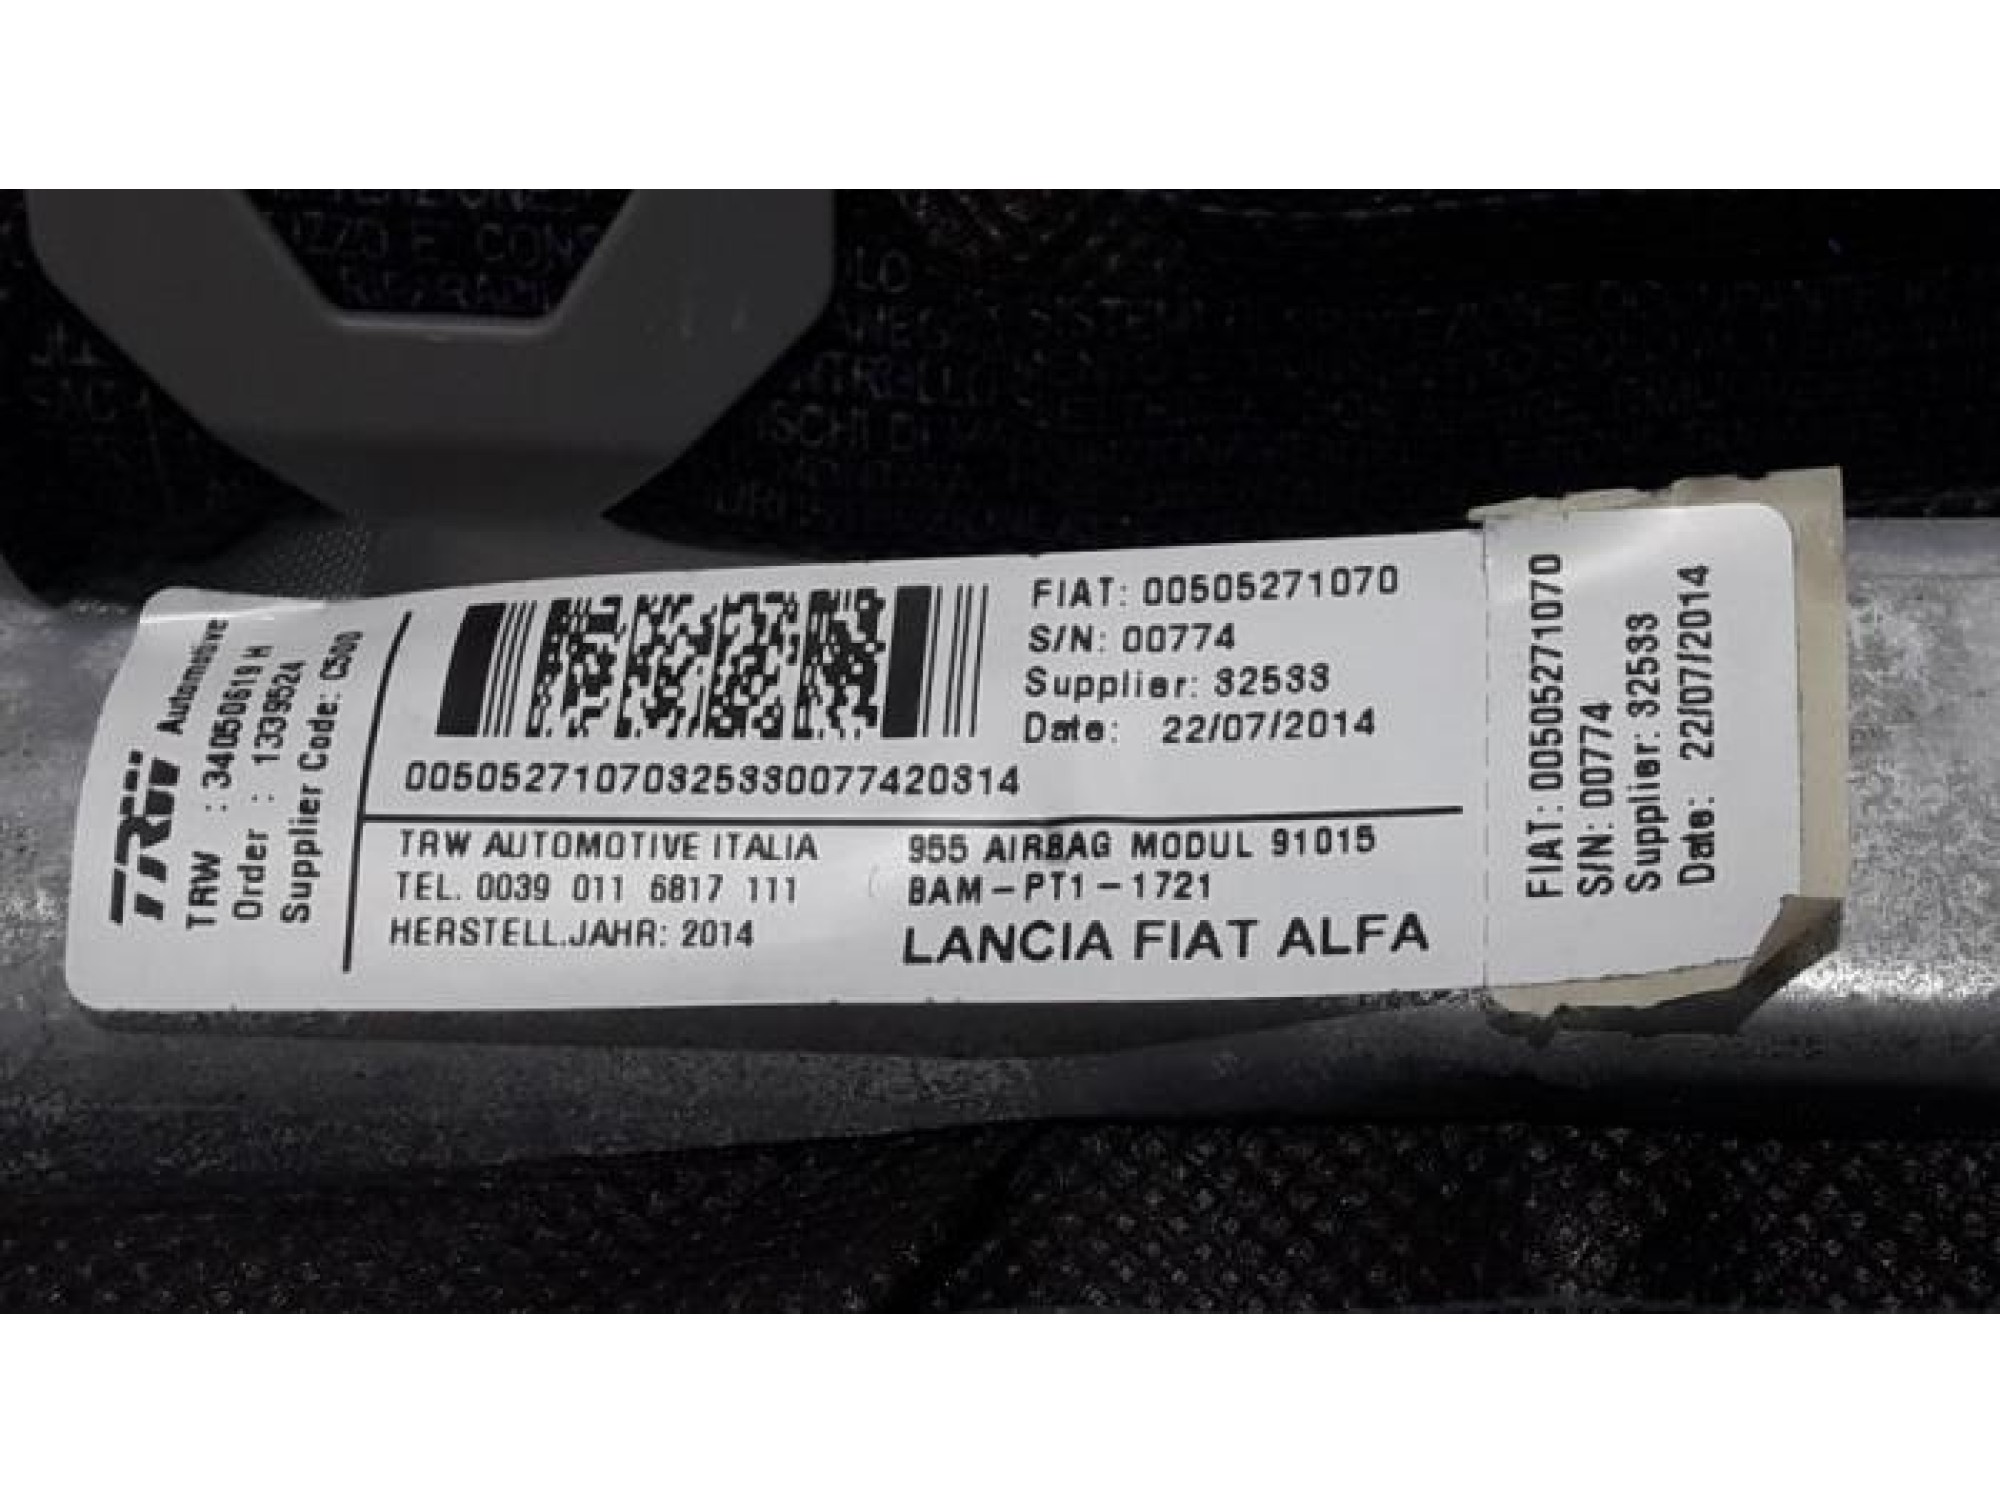 TRW Automotive
TRW : 34050619 H
Order : 1339524
Supplier Code: C500
FIAT: 00505271070
S/N: 00774
Supplier: 32533
Date: 22/07/2014
00505271070325330077420314
TRW AUTOMOTIVE ITALIA
TEL. 0039 011 6817 111
HERSTELL.JAHR: 2014
955 AIRBAG MODUL 91015
BAM-PT1-1721
LANCIA FIAT ALFA
FIAT: 00505271070
S/N: 00774
Supplier: 32533
Date: 22/07/2014